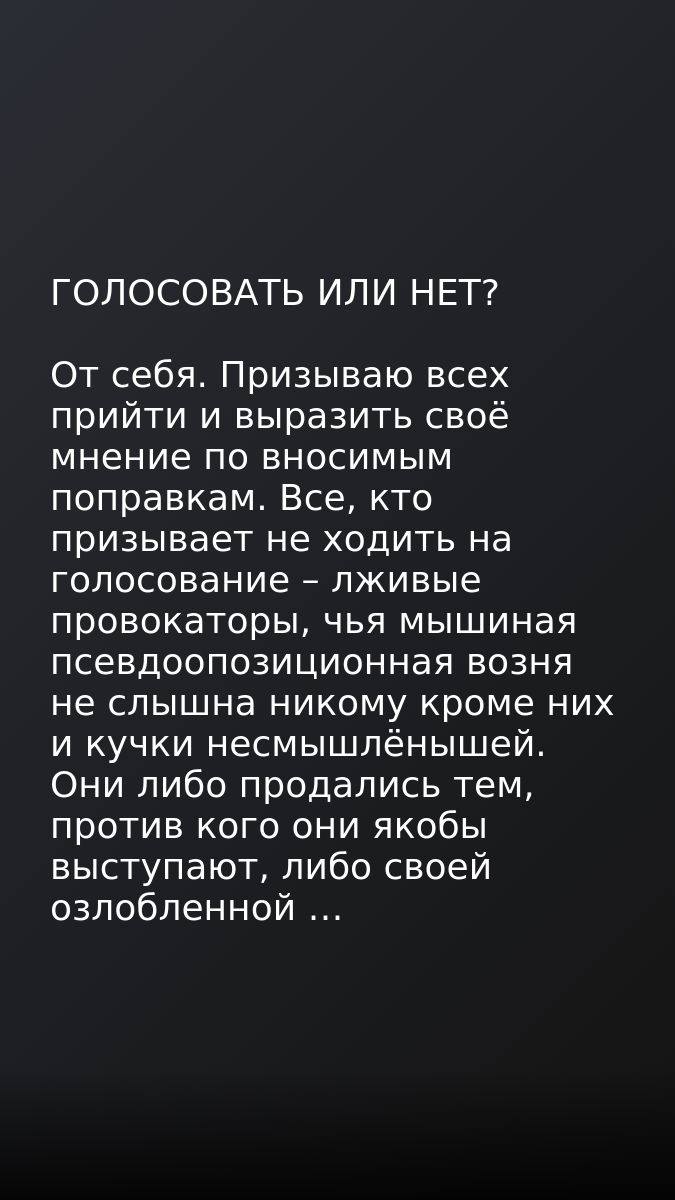 ГОЛОСОВАТЬ ИЛИ НЕТ?
От себя. Призываю всех
прийти и выразить своё
мнение по вносимым
поправкам. Все, кто
призывает не ходить на
голосование – лживые
провокаторы, чья мышиная
псевдоопозиционная возня
не слышна никому кроме них
и кучки несмышлёнышей.
Они либо продались тем,
против кого они якобы
выступают, либо своей
озлобленной ...